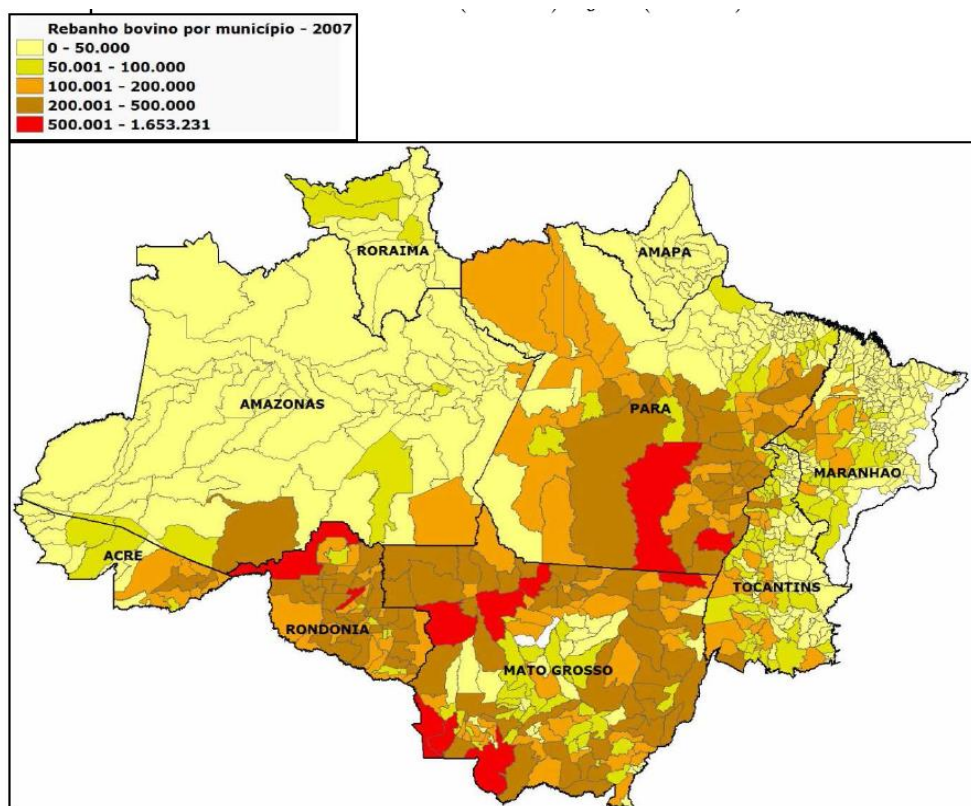 Rebanho bovino por município - 2007
0 - 50.000
50.001 - 100.000
100.001 - 200.000
200.001 - 500.000
500.001 - 1.653.231
RORAIMA
AMAPA
AMAZONAS
PARA
MARANHAO
ACRE
TOCANTINS
RONDONIA
MATO GROSSO